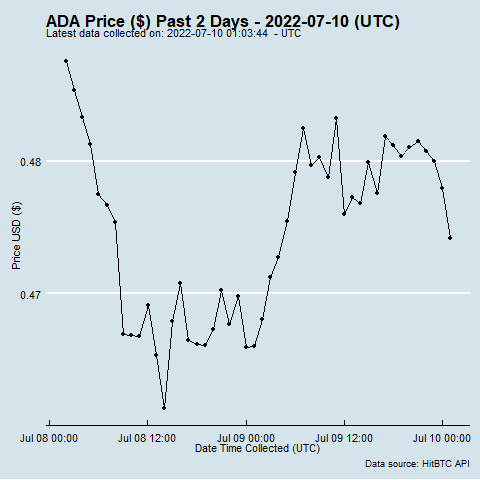 ADA Price ($) Past 2 Days - 2022-07-10 (UTC)
Latest data collected on: 2022-07-10 01:03:44 - UTC
0.48
Price USD ($)
0.47
Jul 08 00:00 Jul 08 12:00 Jul 09 00:00 Jul 09 12:00 Jul 10 00:00
Date Time Collected (UTC)
Data source: HitBTC API